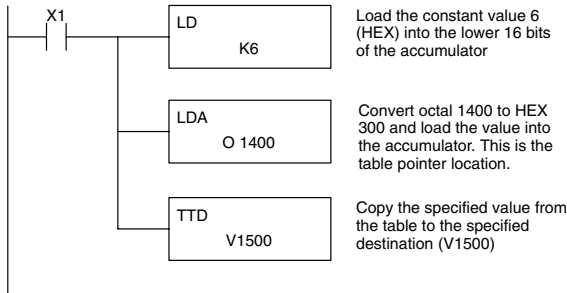 X1
LD
K6
Load the constant value 6
(HEX) into the lower 16 bits
of the accumulator
LDA
O 1400
Convert octal 1400 to HEX
300 and load the value into
the accumulator. This is the
table pointer location.
TTD
V1500
Copy the specified value from
the table to the specified
destination (V1500)